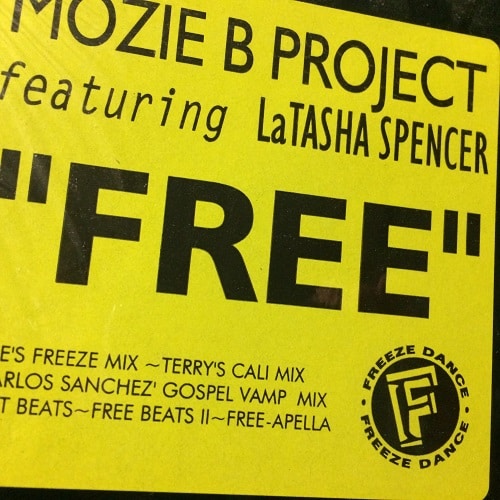 MOZIE B PROJECT
featuring LaTASHA SPENCER
"FREE"
E'S FREEZE MIX ~TERRY'S CALI MIX
ARLOS SANCHEZ' GOSPEL VAMP MIX
T BEATS~FREE BEATS II~FREE-APELLA
• FREEZE DANCE •
F
FREEZE DANCE